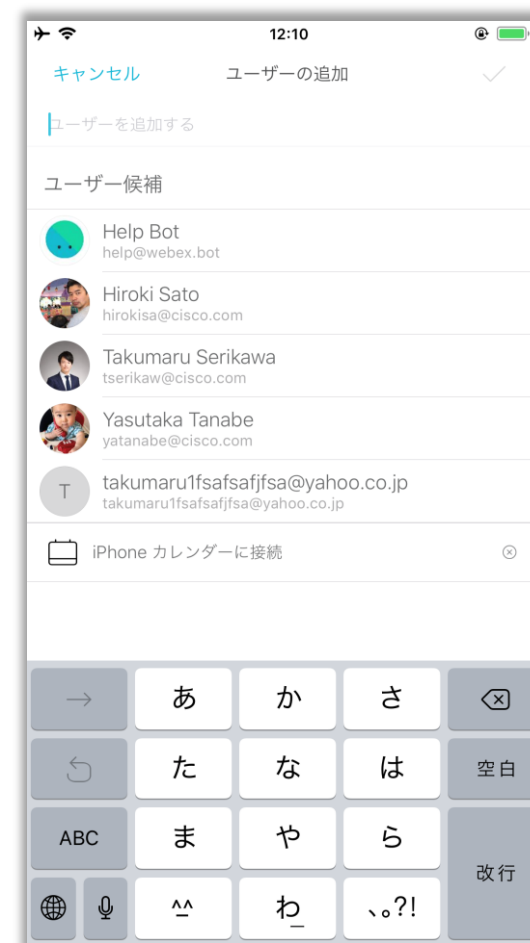 12:10
キャンセル ユーザーの追加
ユーザーを追加する
ユーザー候補
Help Bot
help@webex.bot
Hiroki Sato
hirokisa@cisco.com
Takumaru Serikawa
tserikaw@cisco.com
Yasutaka Tanabe
yatanabe@cisco.com
T
takumaru1fsafsafjfsa@yahoo.co.jp
takumaru1fsafsafjfsa@yahoo.co.jp
iPhone カレンダーに接続
→ あ か さ
た な は 空白
ABC ま や ら
改行
^^ わ_ 、。?!